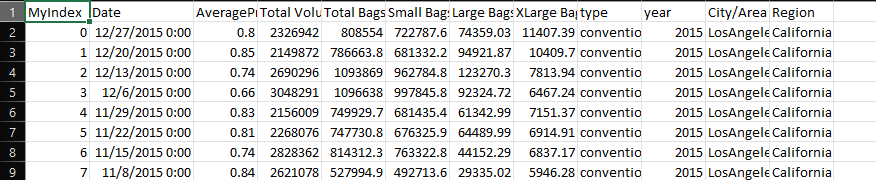 1 MyIndex Date AveragePr Total Volu Total Bags Small Bags Large Bags XLarge Bag type year City/Area Region
2 0 12/27/2015 0:00 0.8 2326942 808554 722787.6 74359.03 11407.39 conventio 2015 LosAngele California
3 1 12/20/2015 0:00 0.85 2149872 786663.8 681332.2 94921.87 10409.7 conventio 2015 LosAngele California
4 2 12/13/2015 0:00 0.74 2690296 1093869 962784.8 123270.3 7813.94 conventio 2015 LosAngele California
5 3 12/6/2015 0:00 0.66 3048291 1096638 997845.8 92324.72 6467.24 conventio 2015 LosAngele California
6 4 11/29/2015 0:00 0.83 2156009 749929.7 681435.4 61342.99 7151.37 conventio 2015 LosAngele California
7 5 11/22/2015 0:00 0.81 2268076 747730.8 676325.9 64489.99 6914.91 conventio 2015 LosAngele California
8 6 11/15/2015 0:00 0.74 2828362 814312.3 763322.8 44152.29 6837.17 conventio 2015 LosAngele California
9 7 11/8/2015 0:00 0.84 2621078 527994.9 492713.6 29335.02 5946.28 conventio 2015 LosAngele California